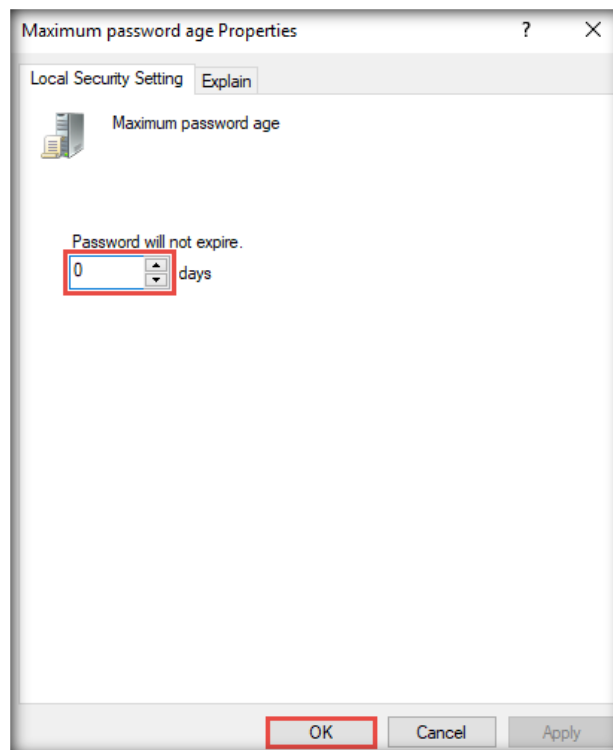 Maximum password age Properties ? ×
Local Security Setting Explain
Maximum password age
Password will not expire.
0 days
OK Cancel Apply